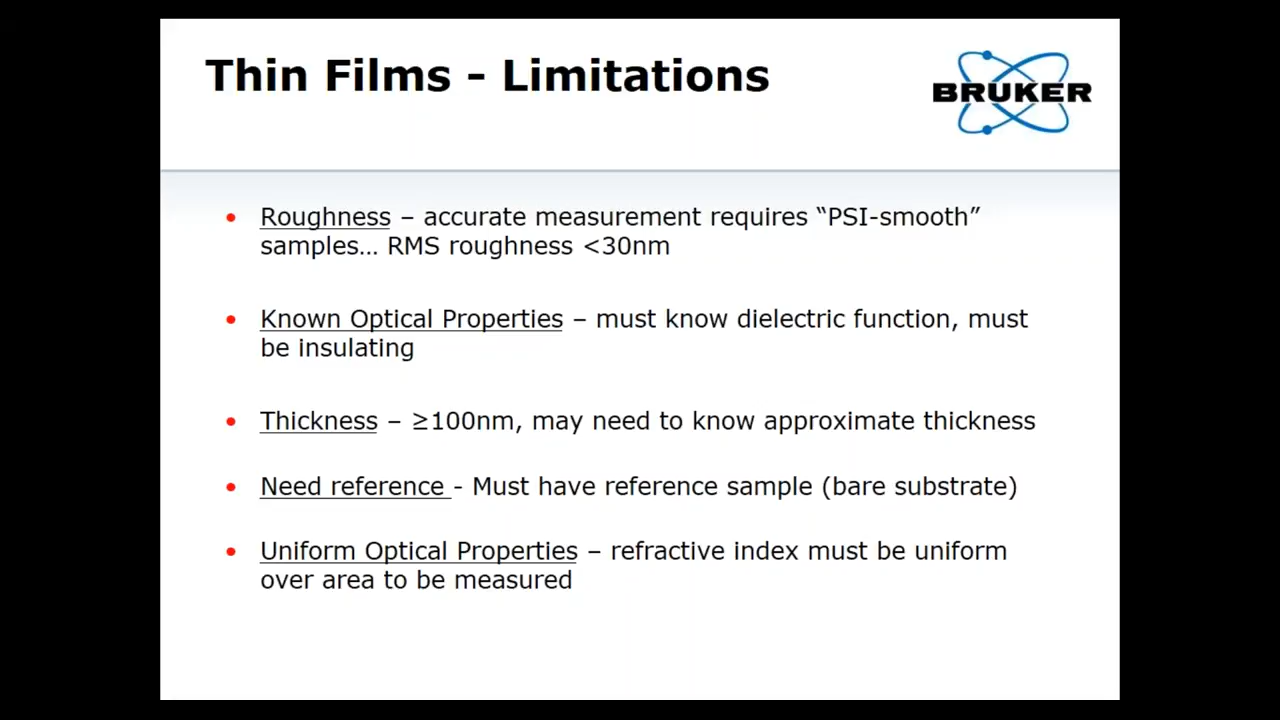 Thin Films - Limitations
BRUKER
• Roughness – accurate measurement requires “PSI-smooth”
samples... RMS roughness <30nm
• Known Optical Properties – must know dielectric function, must
be insulating
• Thickness – ≥100nm, may need to know approximate thickness
• Need reference - Must have reference sample (bare substrate)
• Uniform Optical Properties – refractive index must be uniform
over area to be measured